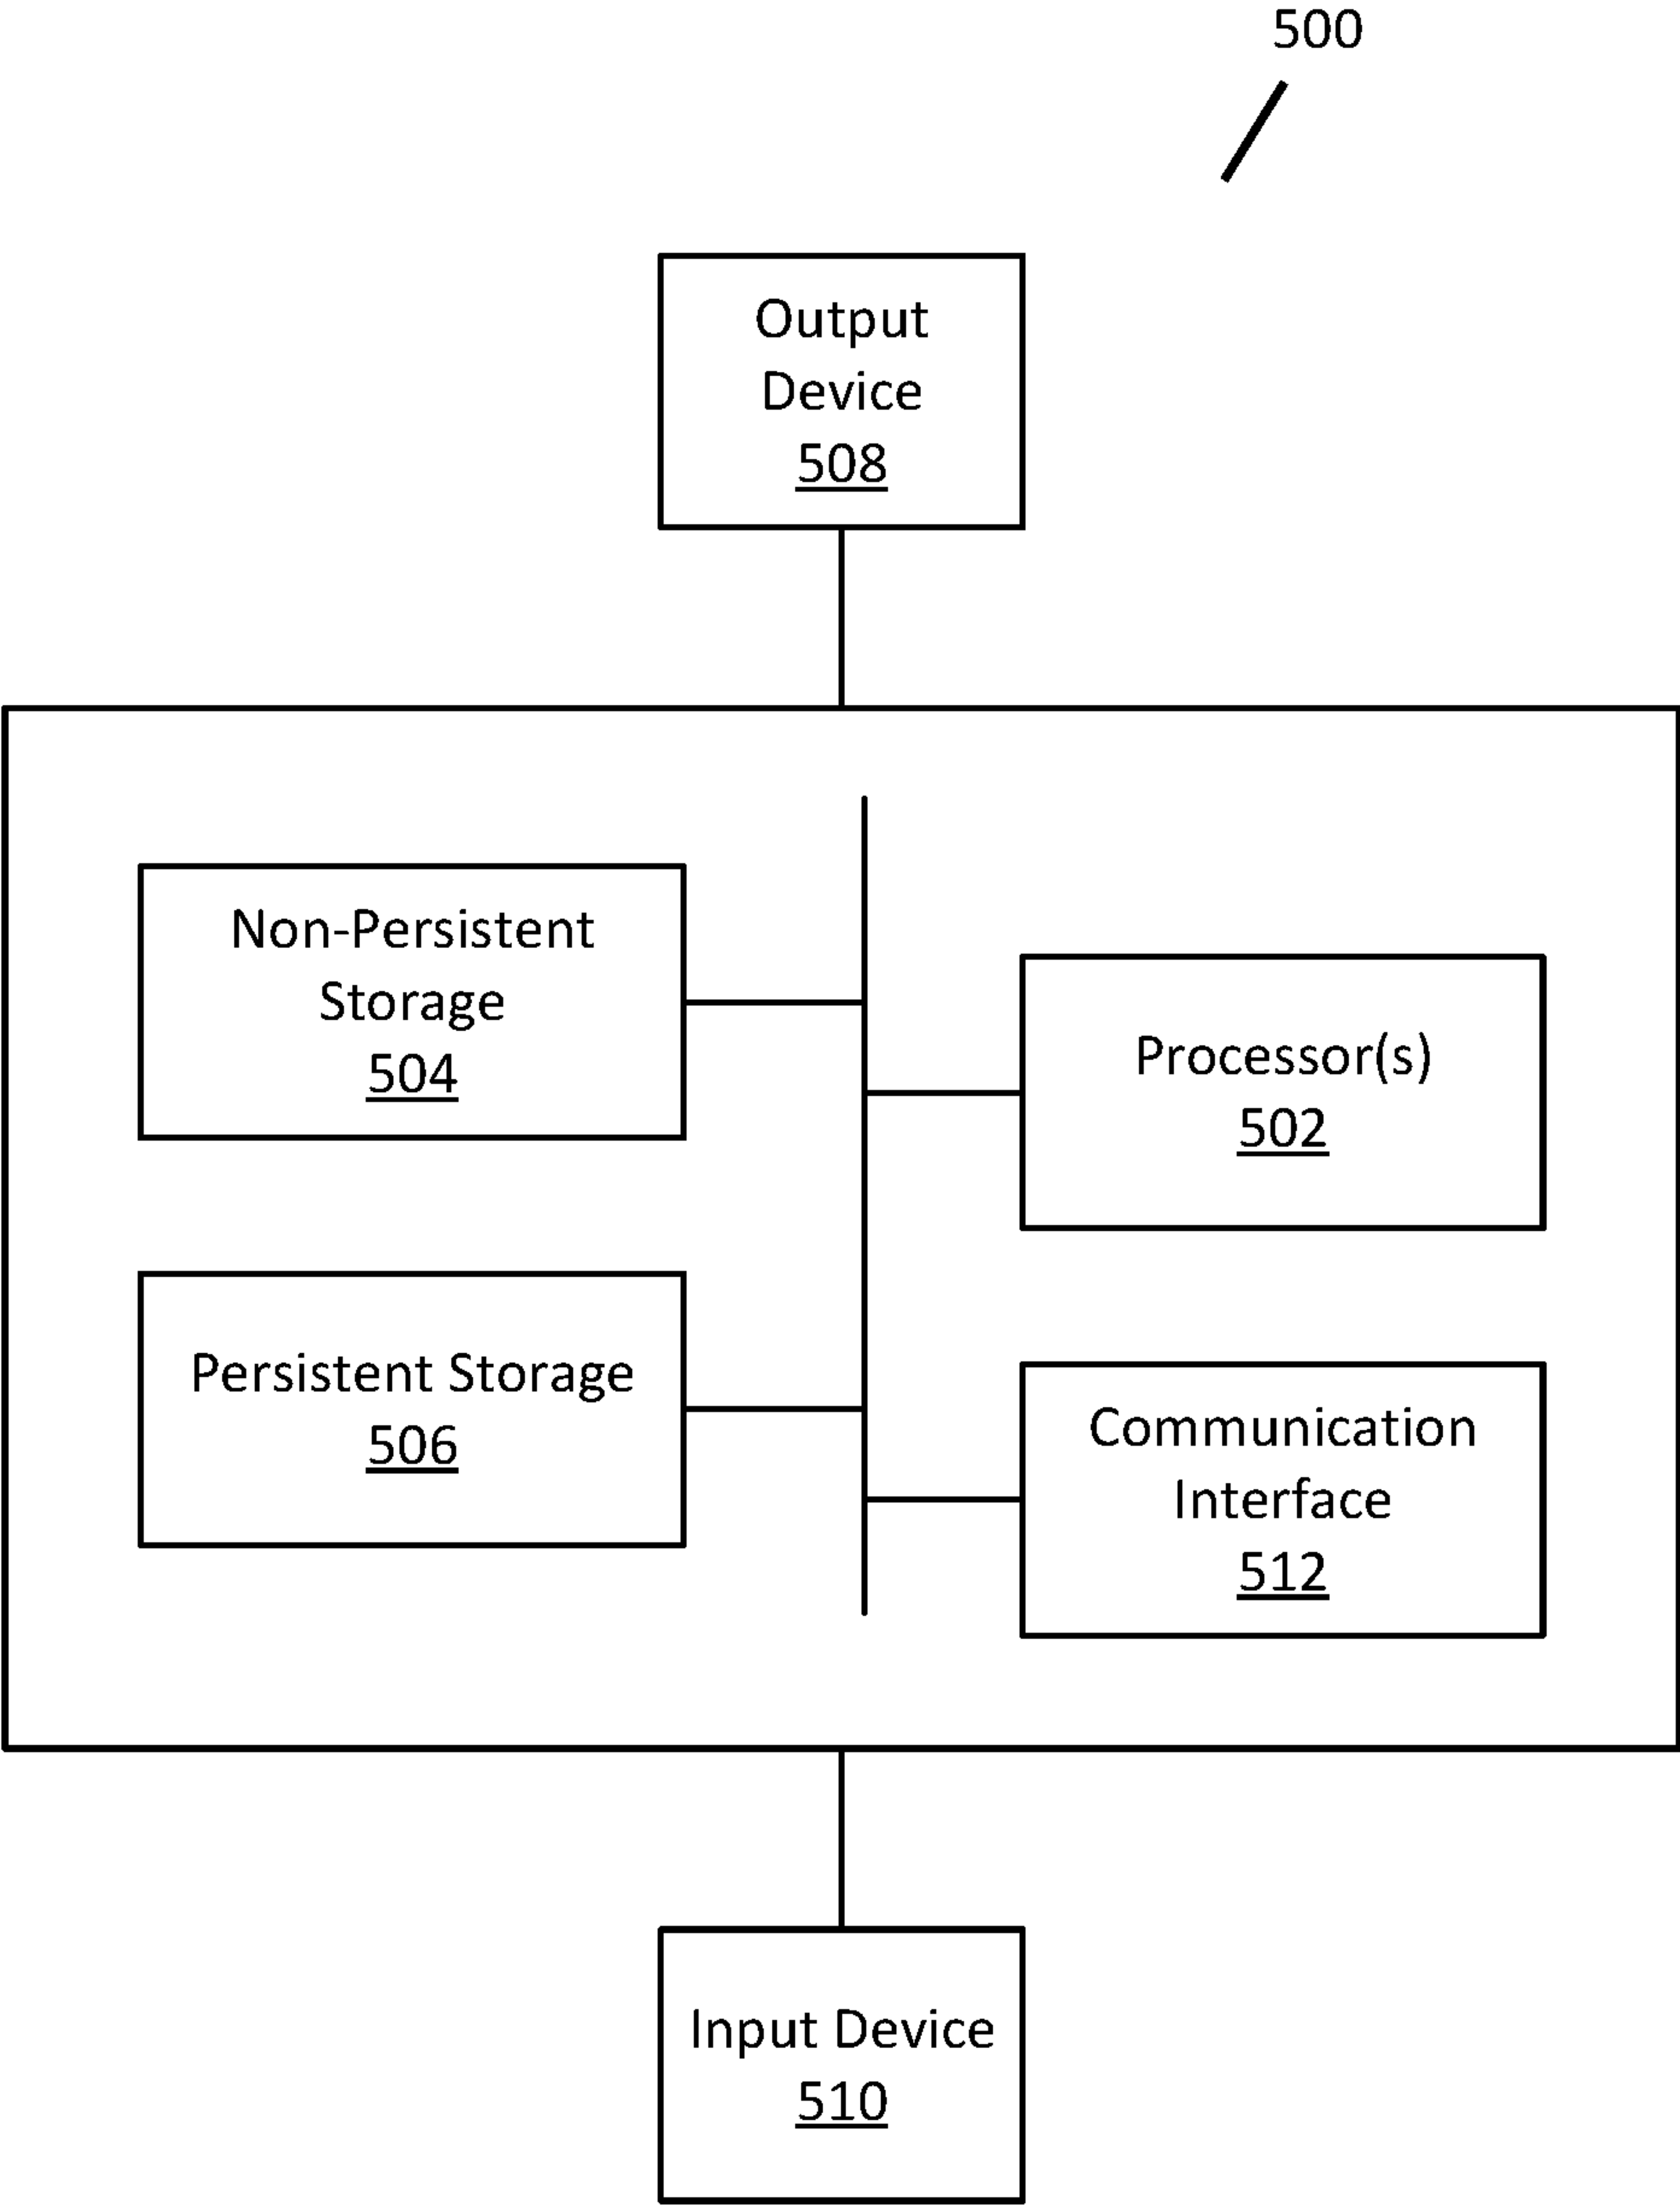 500
Output
Device
508
Non-Persistent
Storage
504
Processor(s)
502
Persistent Storage
506
Communication
Interface
512
Input Device
510